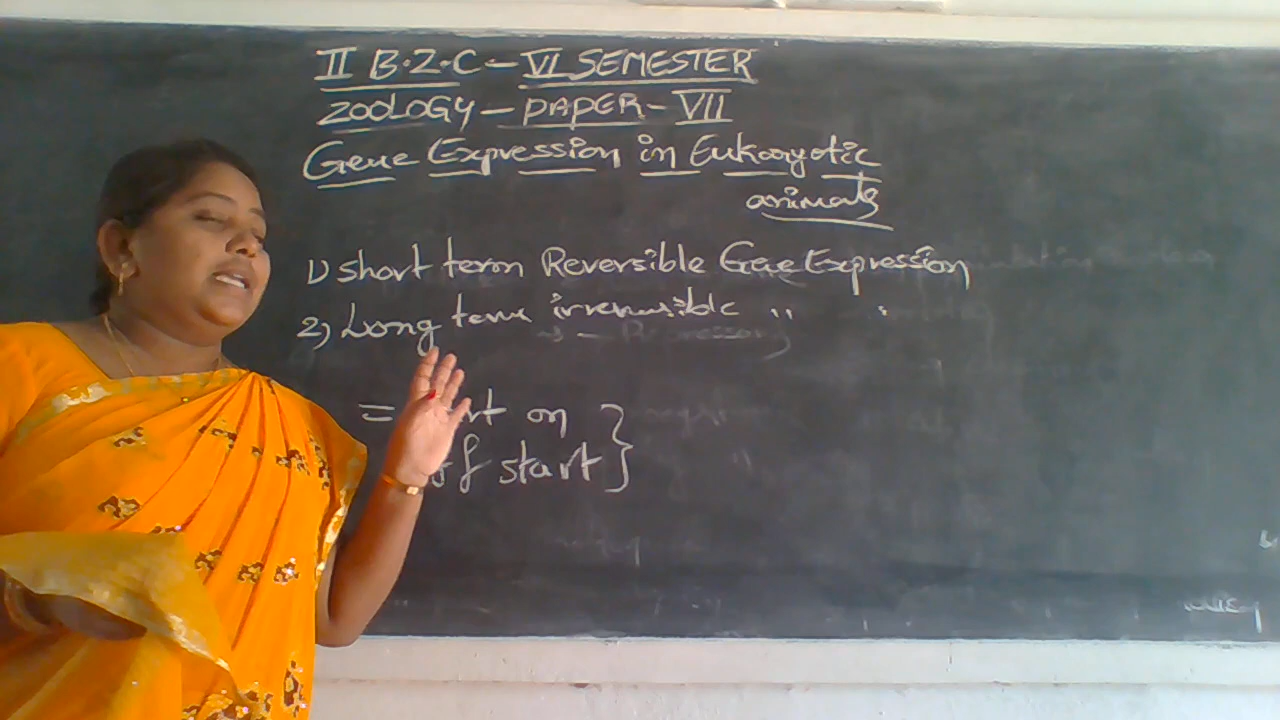 II B.Z.C - VI SEMESTER
ZOOLOGY - PAPER - VII
Gene Expression in Eukaryotic
animals
1) short term Reversible Gene Expression
2) Long term irreversible " "
= on
start }